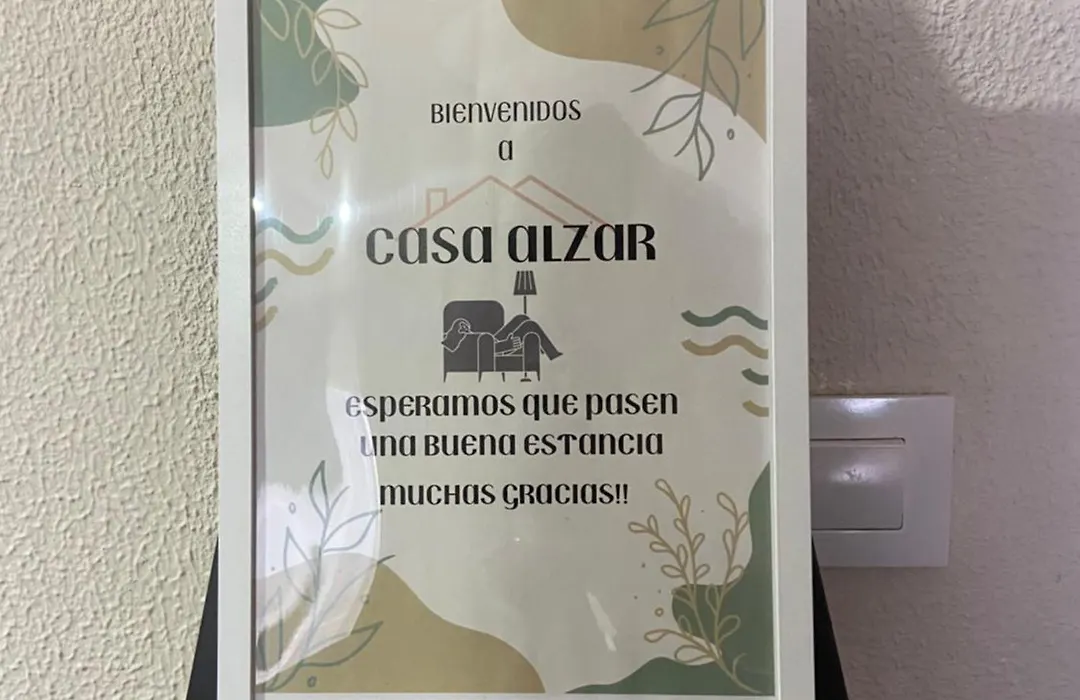 BIENVENIDOS
a
casa alzar
esperamos que pasen
una buena estancia
muchas gracias!!